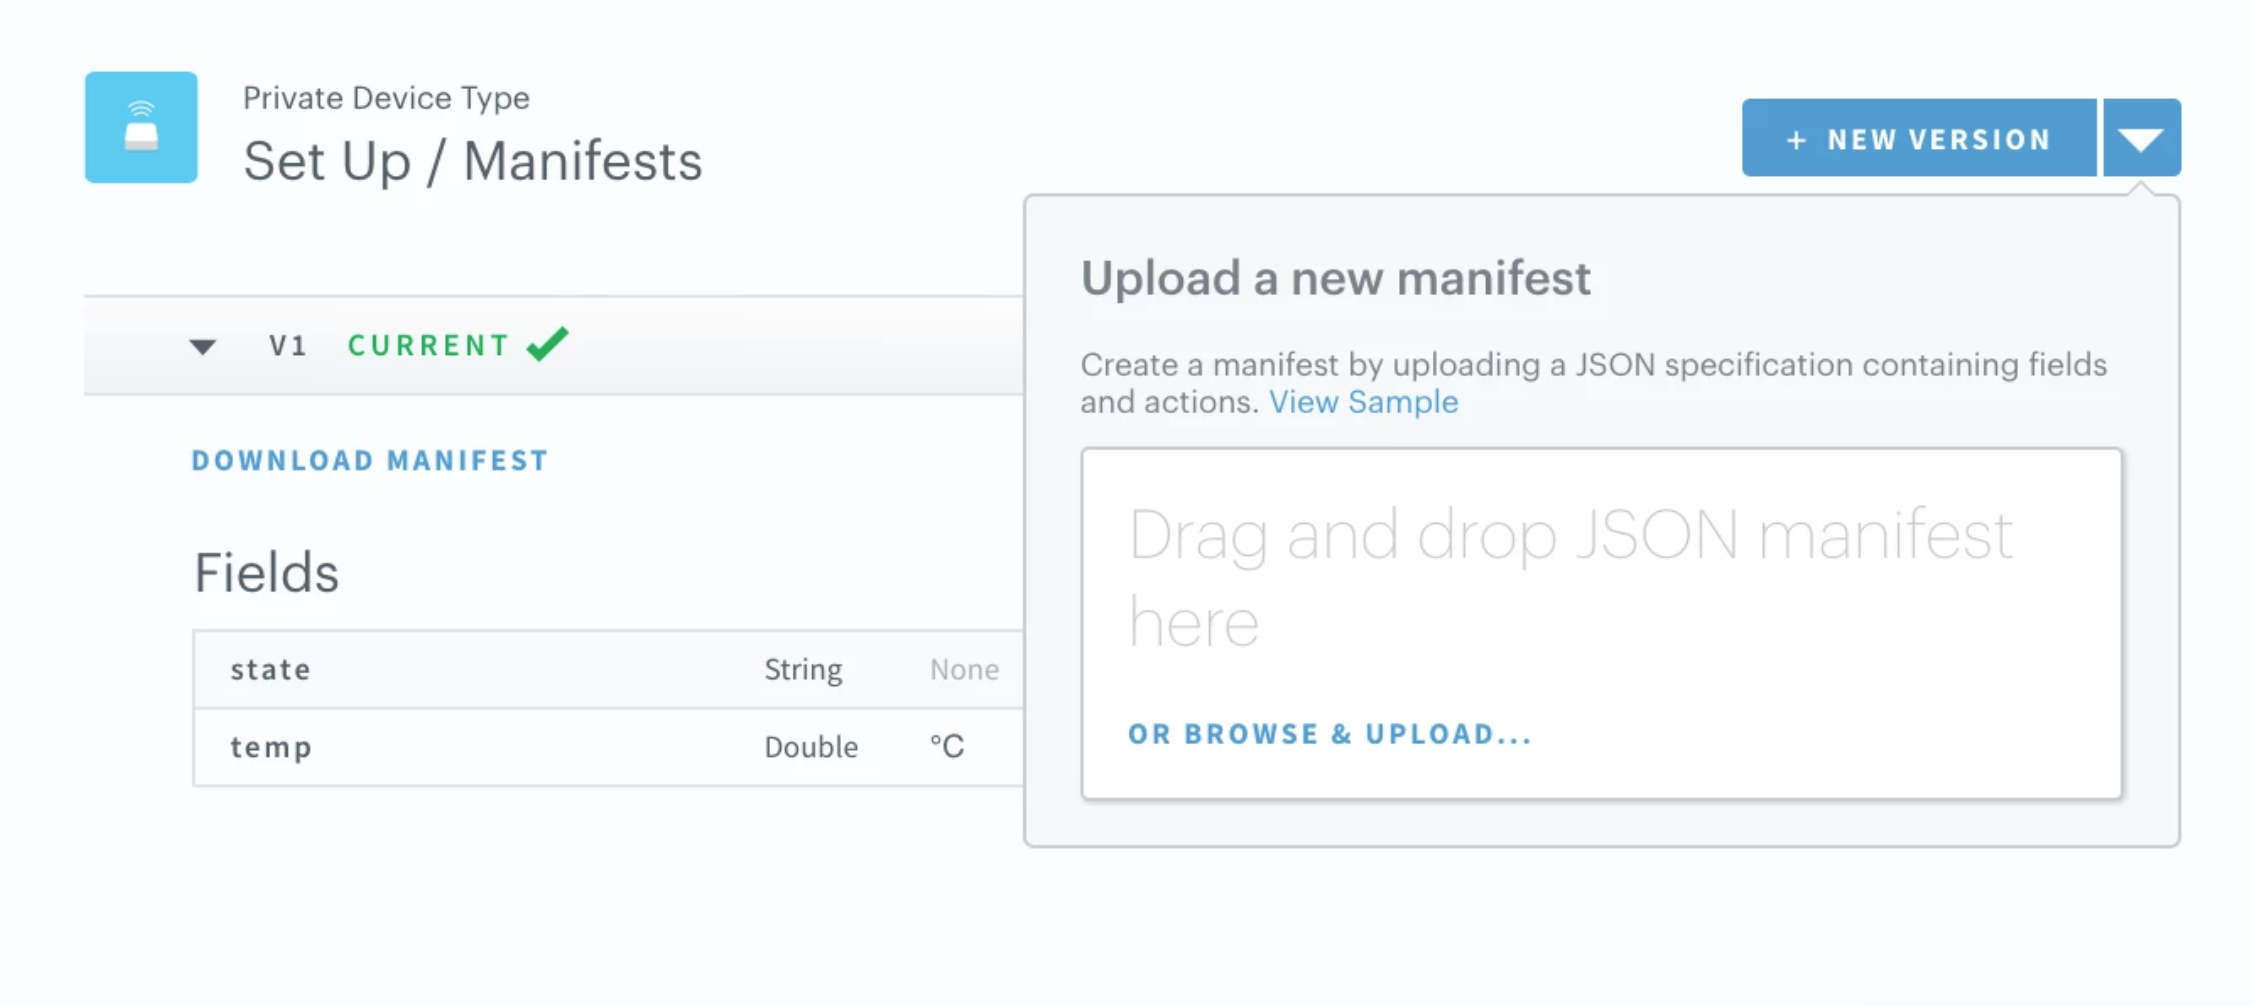 Private Device Type
Set Up / Manifests
+ NEW VERSION
Upload a new manifest
Create a manifest by uploading a JSON specification containing fields
and actions. View Sample
Drag and drop JSON manifest
here
OR BROWSE & UPLOAD...
V1 CURRENT
DOWNLOAD MANIFEST
Fields
state String None
temp Double °C